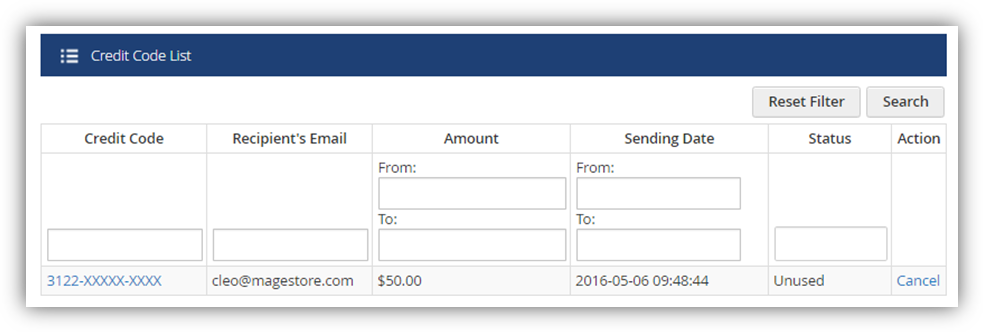 Credit Code List
Reset Filter Search
Credit Code Recipient's Email Amount Sending Date Status Action
From: From:
To: To:
3122-XXXXX-XXXX cleo@magestore.com $50.00 2016-05-06 09:48:44 Unused Cancel